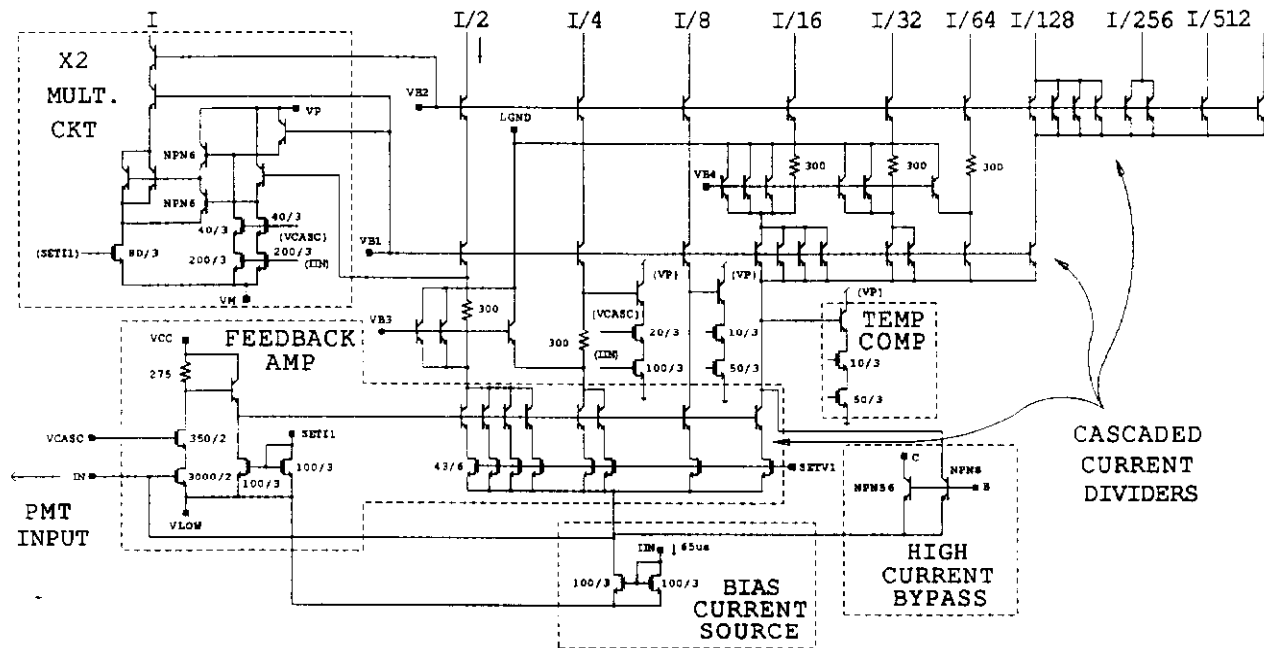 I I/2 I/4 I/8 I/16 I/32 I/64 I/128 I/256 I/512
X2
MULT.
CKT
VP
NPN6
NPN6
40/3
40/3
(VCASC)
(SETI1)
80/3
200/3
200/3
(IIN)
VM
VB2
LGND
300
300
300
VB4
VB1
(VP)
(VP)
(VP)
300
VB3
(VCASC)
20/3
10/3
300
(IIN)
100/3
50/3
TEMP
COMP
10/3
50/3
FEEDBACK
AMP
VCC
275
VCASC
350/2
SETI1
IN
3000/2
100/3
100/3
VLOW
43/6
SETV1
PMT
INPUT
CASCADED
CURRENT
DIVIDERS
C
NPN8
NPN56
B
HIGH
CURRENT
BYPASS
IIN
65ua
100/3
100/3
BIAS
CURRENT
SOURCE